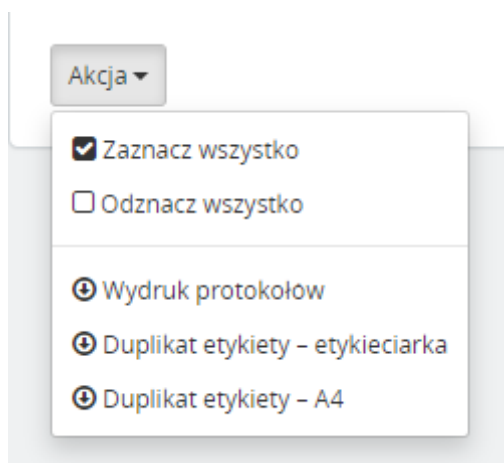 Akcja
Zaznacz wszystko
Odznacz wszystko
Wydruk protokołów
Duplikat etykiety – etykieciarka
Duplikat etykiety – A4